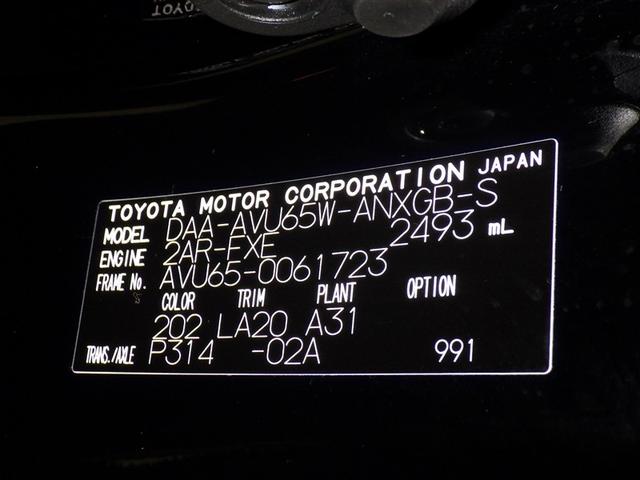 TOYOTA MOTOR CORPORATION JAPAN
MODEL DAA-AVU65W-ANXGB-S
ENGINE 2AR-FXE 2493 mL
FRAME No. AVU65-0061723
COLOR TRIM PLANT OPTION
202 LA20 A31
TRANS./AXLE P314 -02A 991